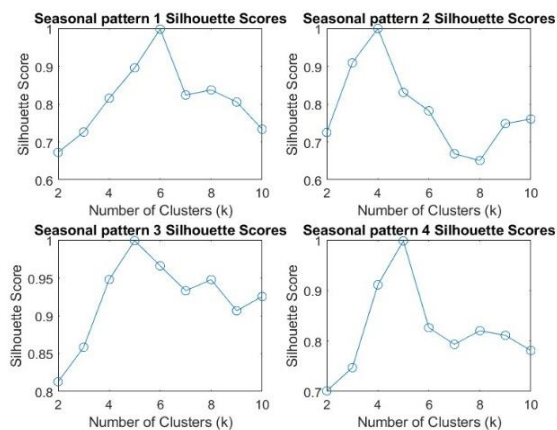 Seasonal pattern 1 Silhouette Scores
1
0.9
0.8
0.7
0.6
Silhouette Score
2 4 6 8 10
Number of Clusters (k)
Seasonal pattern 2 Silhouette Scores
1
0.9
0.8
0.7
0.6
Silhouette Score
2 4 6 8 10
Number of Clusters (k)
Seasonal pattern 3 Silhouette Scores
1
0.95
0.9
0.85
0.8
Silhouette Score
2 4 6 8 10
Number of Clusters (k)
Seasonal pattern 4 Silhouette Scores
1
0.9
0.8
0.7
Silhouette Score
2 4 6 8 10
Number of Clusters (k)